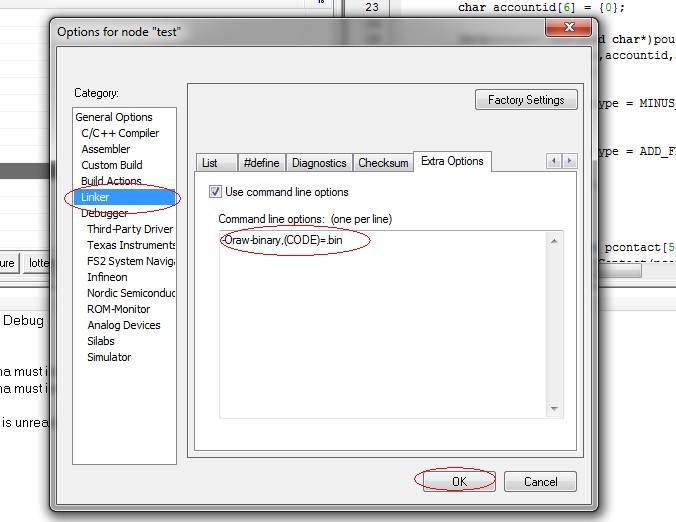 23
char accountid[6] = {0};
Options for node "test"
char*)pou
,accountid,
Category:
General Options
C/C++ Compiler
Assembler
Custom Build
Build Actions
Linker
Debugger
Third-Party Driver
Texas Instruments
FS2 System Naviga
Infineon
Nordic Semiconduc
ROM-Monitor
Analog Devices
Silabs
Simulator
Factory Settings
ype = MINUS_
ype = ADD_F
List
#define
Diagnostics
Checksum
Extra Options
Use command line options
Command line options: (one per line)
-Oraw-binary,(CODE)=.bin
pcontact[5
ure
lotte
Debug
na must i
na must i
is unrea
OK
Cancel